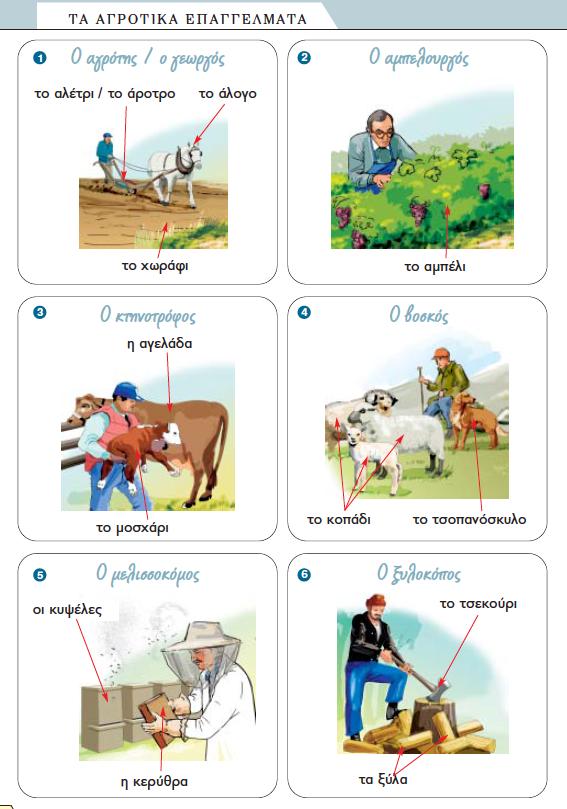 ΤΑ ΑΓΡΟΤΙΚΑ ΕΠΑΓΓΕΛΜΑΤΑ
1 Ο αγρότης / ο γεωργός
το αλέτρι / το άροτρο
το άλογο
το χωράφι
2 Ο αμπελουργός
το αμπέλι
3 Ο κτηνοτρόφος
η αγελάδα
το μοσχάρι
4 Ο βοσκός
το κοπάδι
το τσοπανόσκυλο
5 Ο μελισσοκόμος
οι κυψέλες
η κερύθρα
6 Ο ξυλοκόπος
το τσεκούρι
τα ξύλα